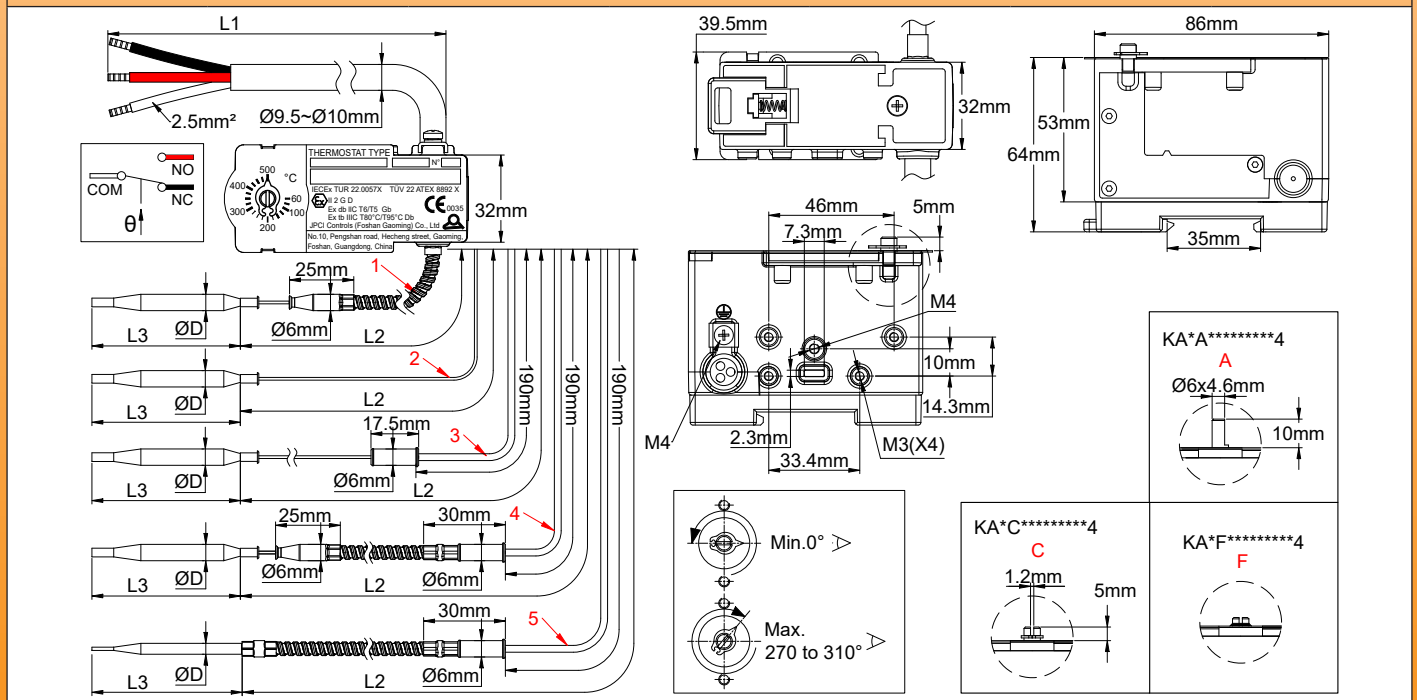 L1
2.5mm²
Ø9.5~Ø10mm
NO
COM
NC
θ
THERMOSTAT TYPE
N°
500
°C
400
60
300
100
200
IECEx TUR 22.0057X TÜV 22 ATEX 8892 X
Ex II 2 G D
Ex db IIC T6/T5 Gb
Ex tb IIIC T80°C/T95°C Db
CE 0035
JPCI Controls (Foshan Gaoming) Co., Ltd
No.10, Pengshan road, Hecheng street, Gaoming,
Foshan, Guangdong, China
32mm
1
25mm
Ø6mm
ØD
L3
L2
2
ØD
L3
L2
190mm
190mm
190mm
3
17.5mm
Ø6mm
ØD
L3
L2
4
25mm
30mm
Ø6mm
Ø6mm
ØD
L3
L2
5
30mm
Ø6mm
ØD
L3
L2
39.5mm
32mm
86mm
53mm
64mm
35mm
46mm
7.3mm
5mm
M4
10mm
14.3mm
M4
2.3mm
M3(X4)
33.4mm
Min.0°
Max.
270 to 310°
KA*A*********4
A
Ø6x4.6mm
10mm
KA*C*********4
C
1.2mm
5mm
KA*F*********4
F